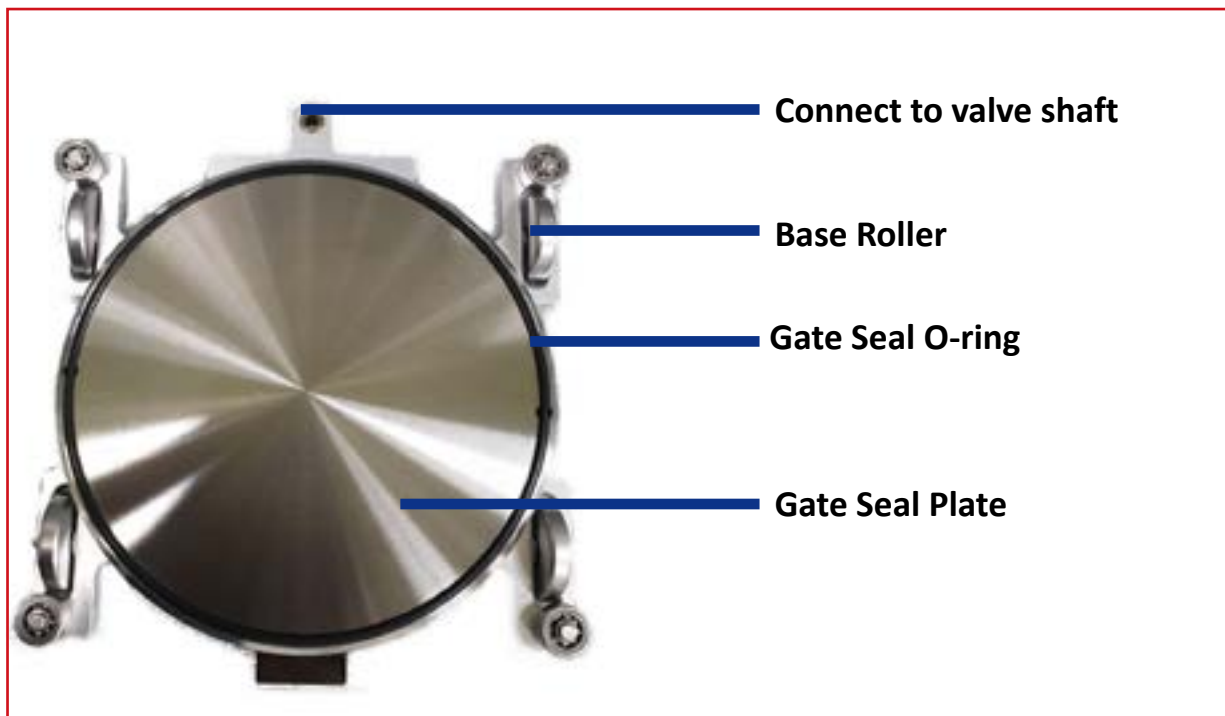 Connect to valve shaft
Base Roller
Gate Seal O-ring
Gate Seal Plate